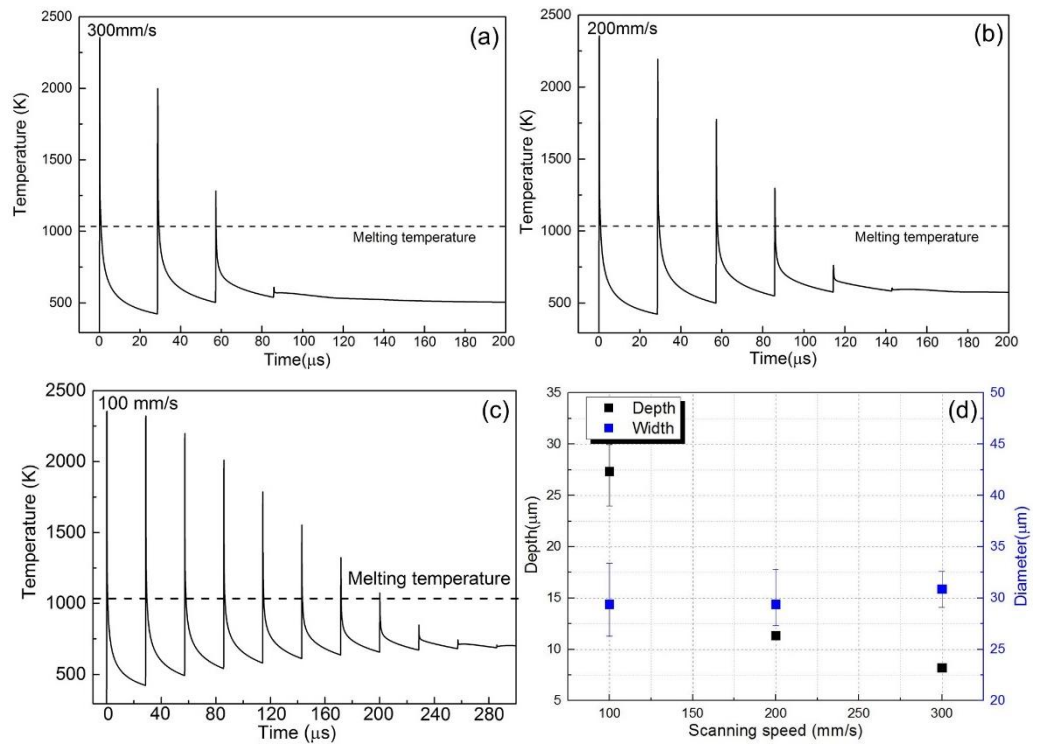 300mm/s
(a)
2500
2000
1500
1000
500
Temperature (K)
Melting temperature
0 20 40 60 80 100 120 140 160 180 200
Time(μs)
200mm/s
(b)
2500
2000
1500
1000
500
Temperature (K)
Melting temperature
0 20 40 60 80 100 120 140 160 180 200
Time(μs)
100 mm/s
(c)
2500
2000
1500
1000
500
Temperature (K)
Melting temperature
0 40 80 120 160 200 240 280
Time (μs)
(d)
Depth
Width
35
30
25
20
15
10
5
Depth(μm)
50
45
40
35
30
25
20
Diameter(μm)
100 150 200 250 300
Scanning speed (mm/s)